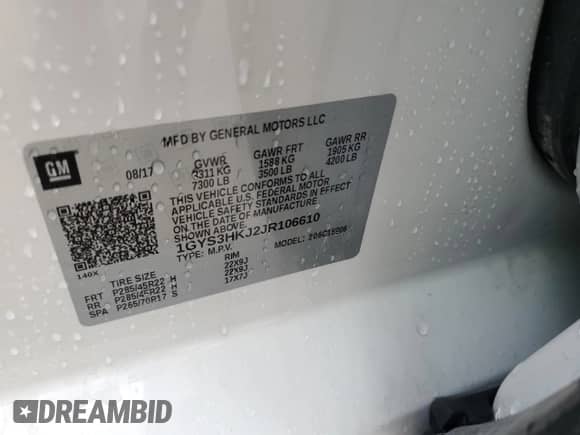 MFD BY GENERAL MOTORS LLC
GM
08/17
GVWR GAWR FRT GAWR RR
3311 KG 1588 KG 1905 KG
7300 LB 3500 LB 4200 LB
THIS VEHICLE CONFORMS TO ALL
APPLICABLE U.S. FEDERAL MOTOR
VEHICLE SAFETY STANDARDS IN EFFECT
ON THE DATE OF MANUFACTURE
1GYS3HKJ2JR106610
TYPE: M.P.V. MODEL:
140X
TIRE SIZE RIM
FRT P285/45R22 H 22X9J
RR P285/45R22 H 22X9J
SPA P265/70R17 S 17X7J
DREAMBID